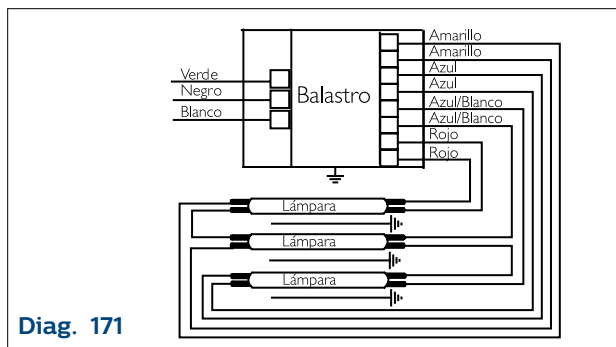 Amarillo
Amarillo
Azul
Azul
Azul/Blanco
Azul/Blanco
Rojo
Rojo
Verde
Negro
Blanco
Balastro
Lámpara
Lámpara
Lámpara
Diag. 171